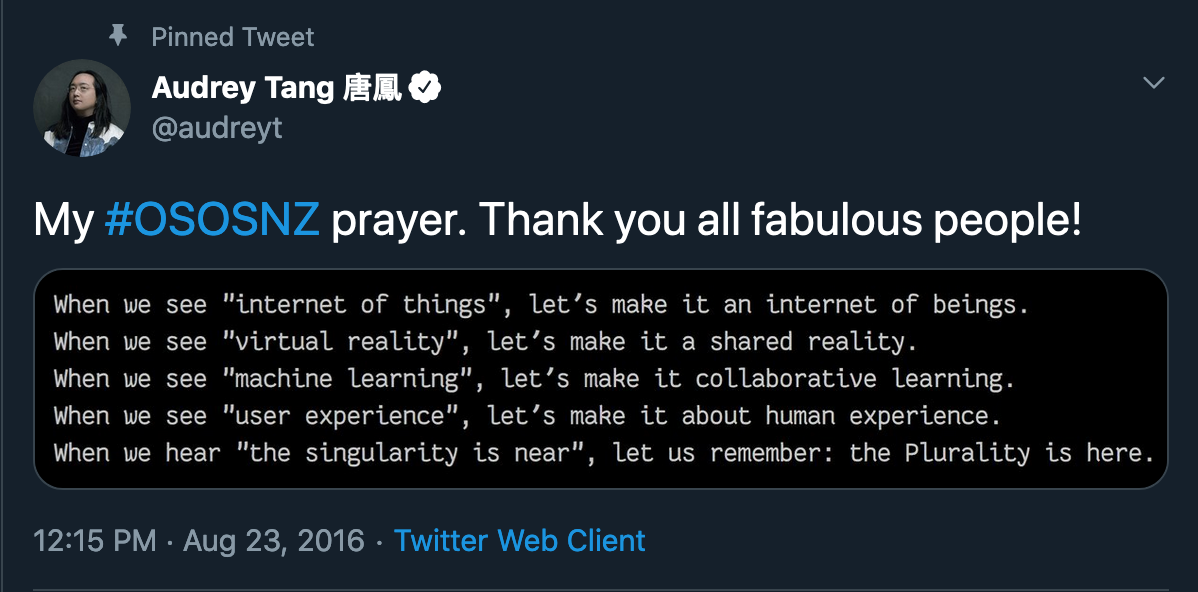 Pinned Tweet
Audrey Tang 唐鳳
@audreyt
My #OSOSNZ prayer. Thank you all fabulous people!
When we see "internet of things", let’s make it an internet of beings.
When we see "virtual reality", let’s make it a shared reality.
When we see "machine learning", let’s make it collaborative learning.
When we see "user experience", let’s make it about human experience.
When we hear "the singularity is near", let us remember: the Plurality is here.
12:15 PM · Aug 23, 2016 · Twitter Web Client